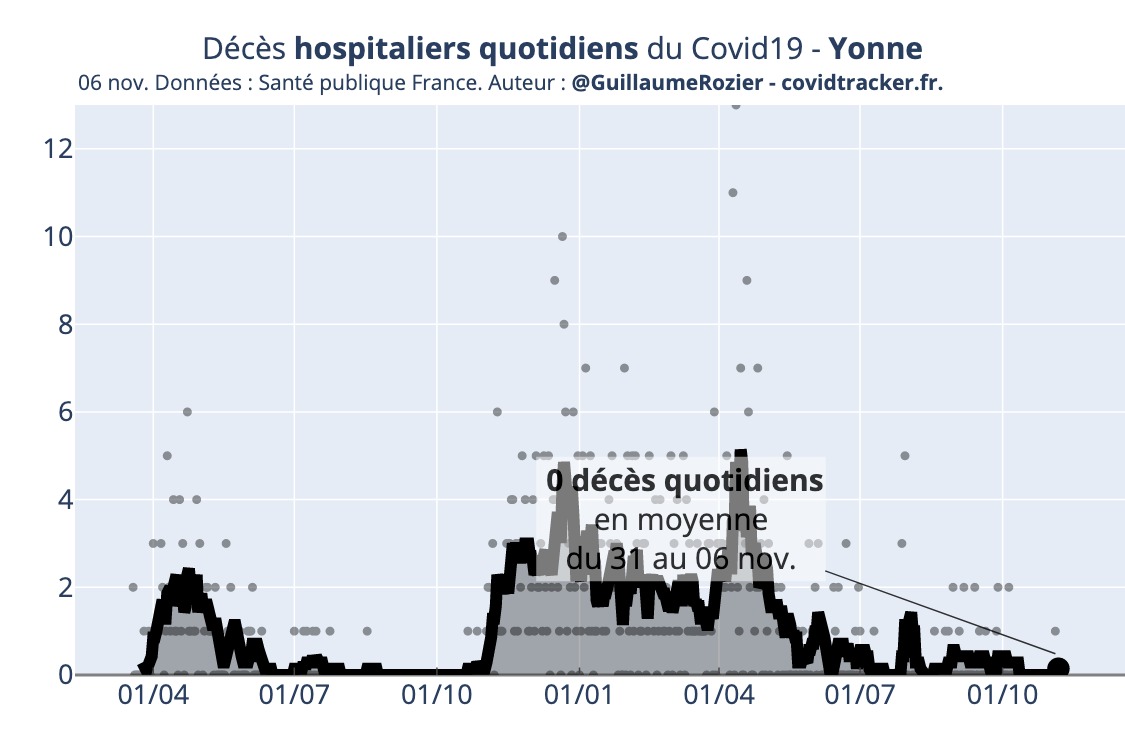 Décès hospitaliers quotidiens du Covid19 - Yonne
06 nov. Données : Santé publique France. Auteur : @GuillaumeRozier - covidtracker.fr.
12
10
8
6
4
2
0
0 décès quotidiens
en moyenne
du 31 au 06 nov.
01/04 01/07 01/10 01/01 01/04 01/07 01/10